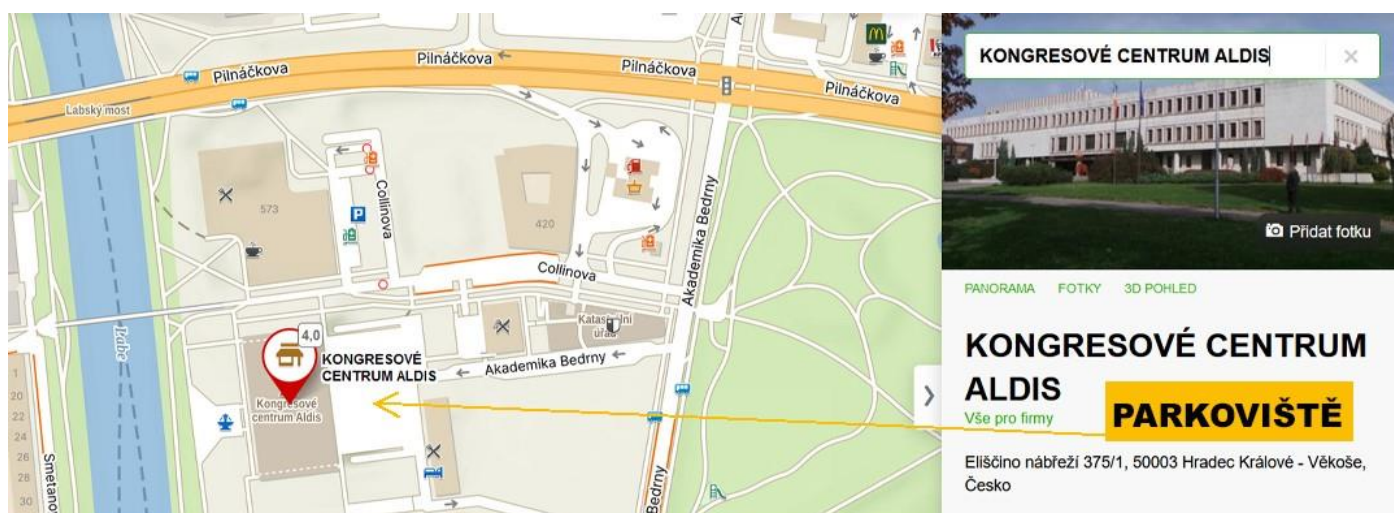 Pilnáčkova
Pilnáčkova
Pilnáčkova
Pilnáčkova
Labský most
573
P
Collinova
420
Akademika Bedrny
Collinova
Labe
4,0
KONGRESOVÉ
CENTRUM ALDIS
Kongresové
centrum Aldis
Katastrální
úřad
Akademika Bedrny
Bedrny
1
20
22
24
26
28
30
Smetanov
KONGRESOVÉ CENTRUM ALDIS
Přidat fotku
PANORAMA FOTKY 3D POHLED
KONGRESOVÉ CENTRUM
ALDIS
Vše pro firmy
PARKOVIŠTĚ
Eliščino nábřeží 375/1, 50003 Hradec Králové - Věkoše,
Česko